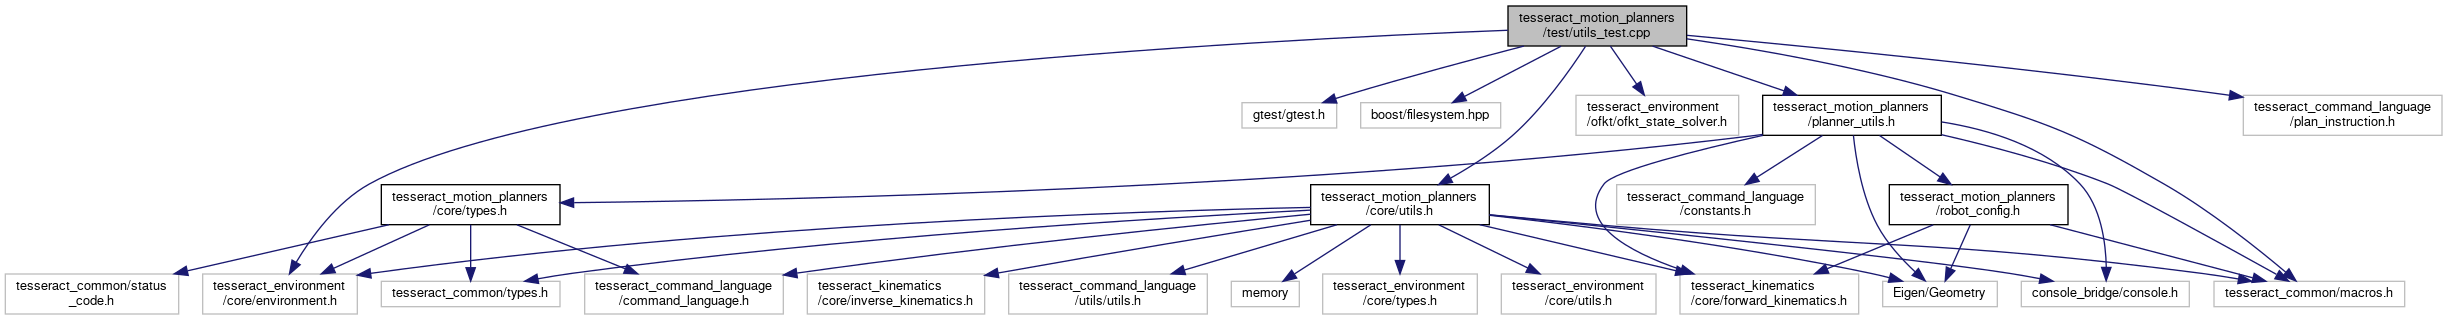 tesseract_motion_planners
/test/utils_test.cpp
gtest/gtest.h
boost/filesystem.hpp
tesseract_environment
/ofkt/ofkt_state_solver.h
tesseract_motion_planners
/planner_utils.h
tesseract_command_language
/plan_instruction.h
tesseract_motion_planners
/core/types.h
tesseract_motion_planners
/core/utils.h
tesseract_command_language
/constants.h
tesseract_motion_planners
/robot_config.h
tesseract_common/status
_code.h
tesseract_environment
/core/environment.h
tesseract_common/types.h
tesseract_command_language
/command_language.h
tesseract_kinematics
/core/inverse_kinematics.h
tesseract_command_language
/utils/utils.h
memory
tesseract_environment
/core/types.h
tesseract_environment
/core/utils.h
tesseract_kinematics
/core/forward_kinematics.h
Eigen/Geometry
console_bridge/console.h
tesseract_common/macros.h